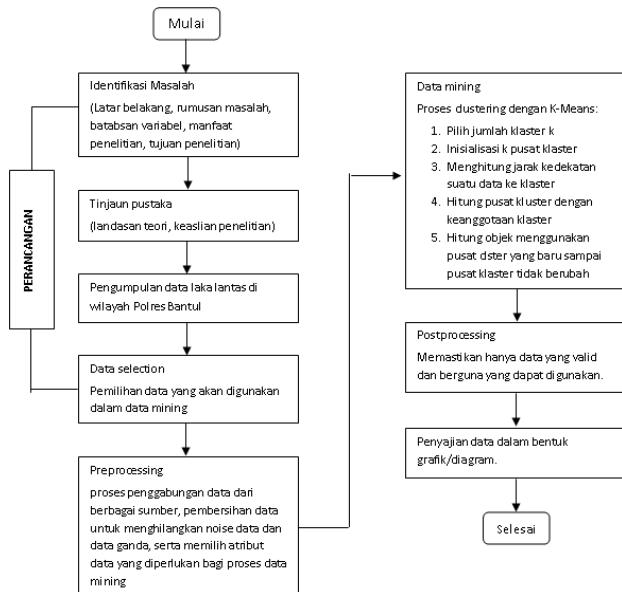 Mulai
Identifikasi Masalah
(Latar belakang, rumusan masalah,
batabsan variabel, manfaat
penelitian, tujuan penelitian)
PERANCANGAN
Tinjaun pustaka
(landasan teori, keaslian penelitian)
Pengumpulan data laka lantas di
wilayah Polres Bantul
Data selection
Pemilihan data yang akan digunakan
dalam data mining
Preprocessing
proses penggabungan data dari
berbagai sumber, pembersihan data
untuk menghilangkan noise data dan
data ganda, serta memilih atribut
data yang diperlukan bagi proses data
mining
Data mining
Proses clustering dengan K-Means:
1. Pilih jumlah klaster k
2. Inisialisasi k pusat klaster
3. Menghitung jarak kedekatan
suatu data ke klaster
4. Hitung pusat kluster dengan
keanggotaan klaster
5. Hitung objek menggunakan
pusat clster yang baru sampai
pusat klaster tidak berubah
Postprocessing
Memastikan hanya data yang valid
dan berguna yang dapat digunakan.
Penyajian data dalam bentuk
grafik/diagram.
Selesai